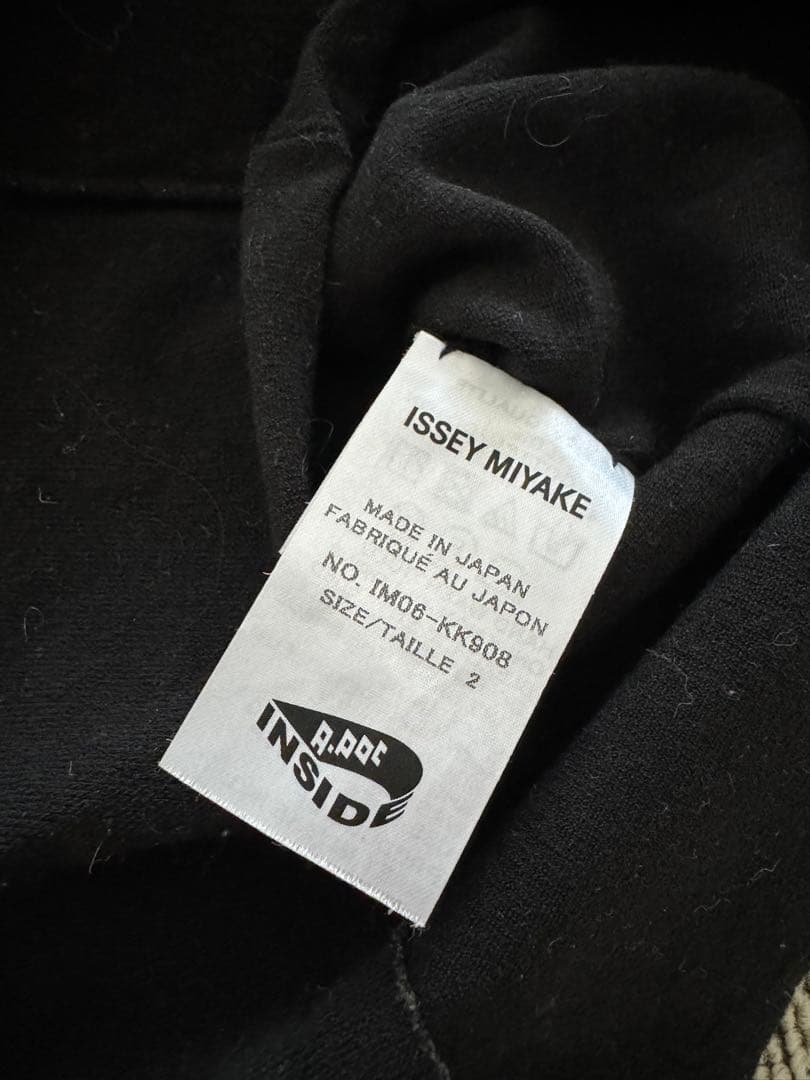 ISSEY MIYAKE
MADE IN JAPAN
FABRIQUÉ AU JAPON
NO. IM06-KK908
SIZE/TAILLE 2
A.POC
INSIDE